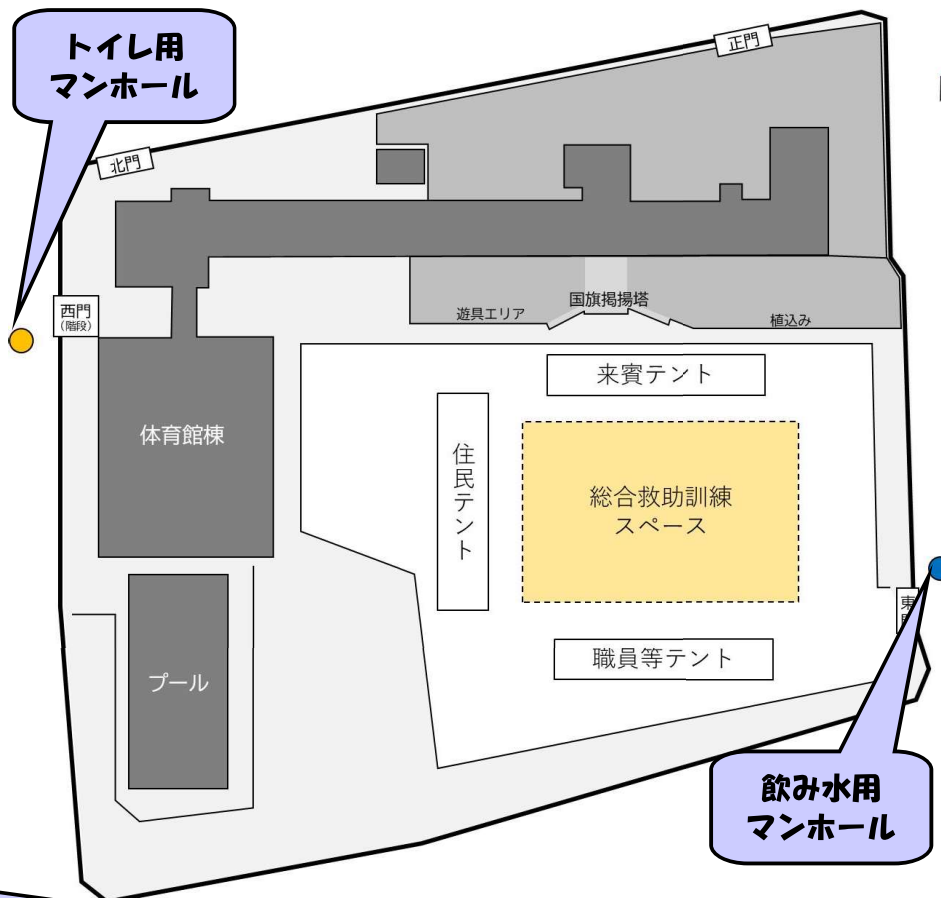 トイレ用
マンホール
正門
北門
西門
(階段)
遊具エリア
国旗掲揚塔
植込み
来賓テント
体育館棟
住民テント
総合救助訓練
スペース
東
職員等テント
プール
飲み水用
マンホール